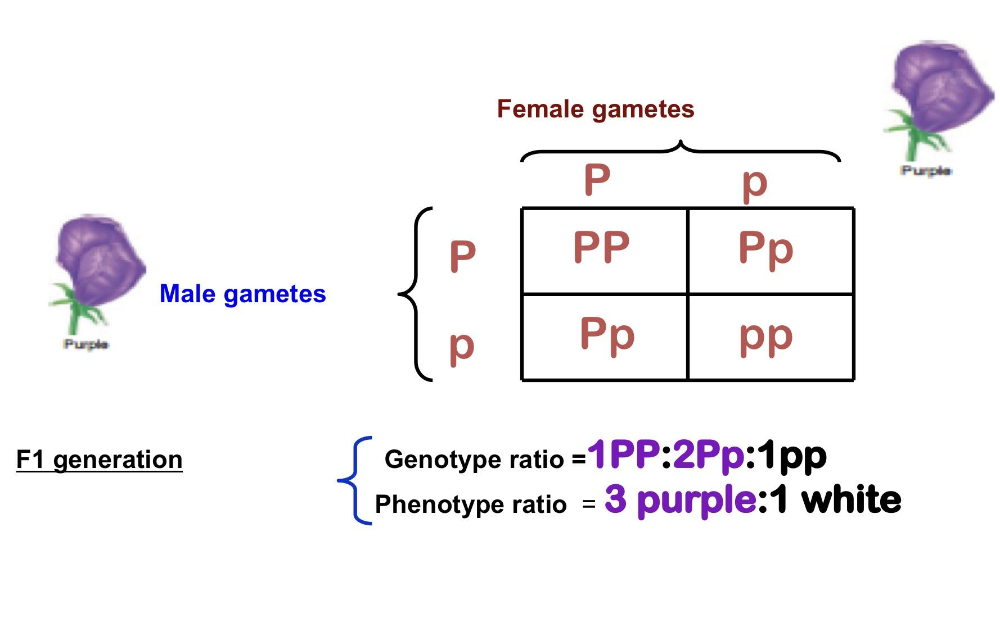 Female gametes
Purple
P p
P PP Pp
Male gametes
p Pp pp
Purple
F1 generation
Genotype ratio =1PP:2Pp:1pp
Phenotype ratio = 3 purple:1 white